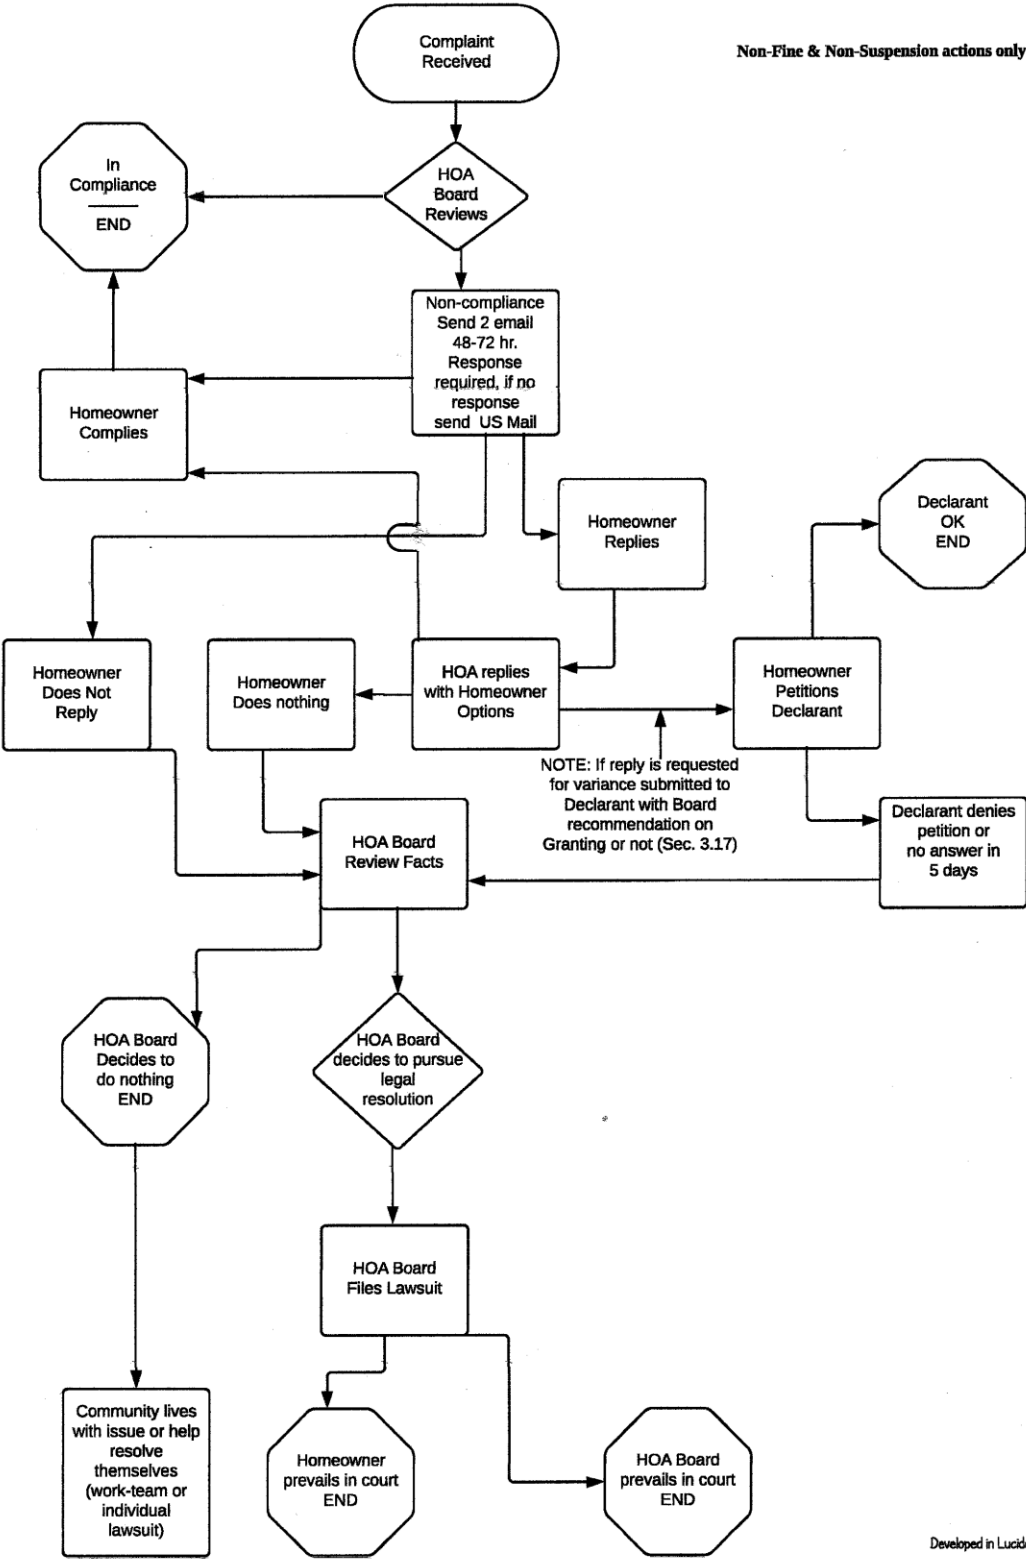 Complaint
Received
Non-Fine & Non-Suspension actions only
In
Compliance
END
HOA
Board
Reviews
Non-compliance
Send 2 email
48-72 hr.
Response
required, if no
response
send US Mail
Homeowner
Complies
Homeowner
Replies
Declarant
OK
END
Homeowner
Does Not
Reply
Homeowner
Does nothing
HOA replies
with Homeowner
Options
Homeowner
Petitions
Declarant
NOTE: If reply is requested
for variance submitted to
Declarant with Board
recommendation on
Granting or not (Sec. 3.17)
Declarant denies
petition or
no answer in
5 days
HOA Board
Review Facts
HOA Board
Decides to
do nothing
END
HOA Board
decides to pursue
legal
resolution
HOA Board
Files Lawsuit
Community lives
with issue or help
resolve
themselves
(work-team or
individual
lawsuit)
Homeowner
prevails in court
END
HOA Board
prevails in court
END
Developed in Lucid